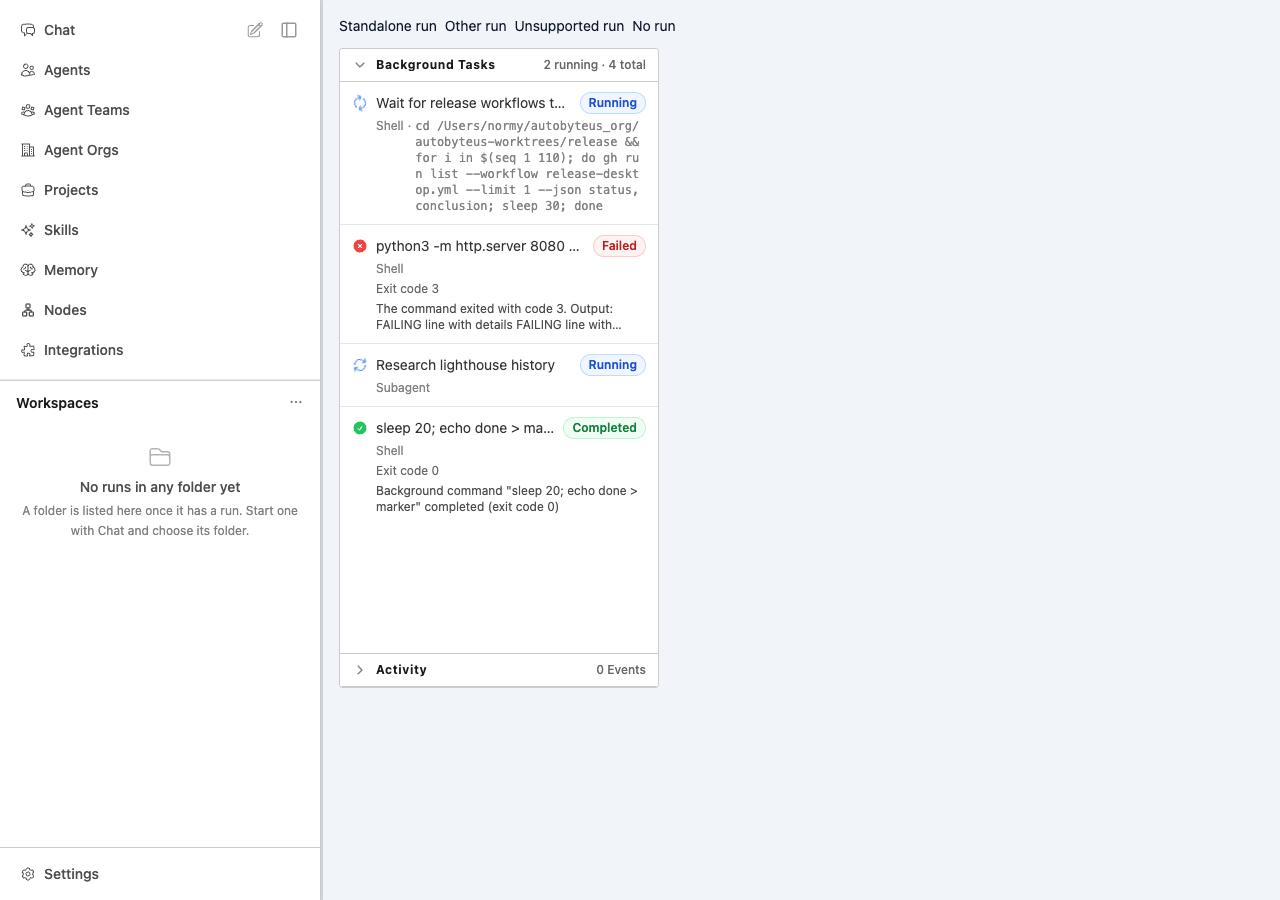 Chat
Agents
Agent Teams
Agent Orgs
Projects
Skills
Memory
Nodes
Integrations
Workspaces
No runs in any folder yet
A folder is listed here once it has a run. Start one
with Chat and choose its folder.
Settings
Standalone run Other run Unsupported run No run
Background Tasks 2 running · 4 total
Wait for release workflows t... Running
Shell · cd /Users/normy/autobyteus_org/
autobyteus-worktrees/release &&
for i in $(seq 1 110); do gh ru
n list --workflow release-deskt
op.yml --limit 1 --json status,
conclusion; sleep 30; done
python3 -m http.server 8080 ... Failed
Shell
Exit code 3
The command exited with code 3. Output:
FAILING line with details FAILING line with...
Research lighthouse history Running
Subagent
sleep 20; echo done > ma... Completed
Shell
Exit code 0
Background command "sleep 20; echo done >
marker" completed (exit code 0)
Activity 0 Events